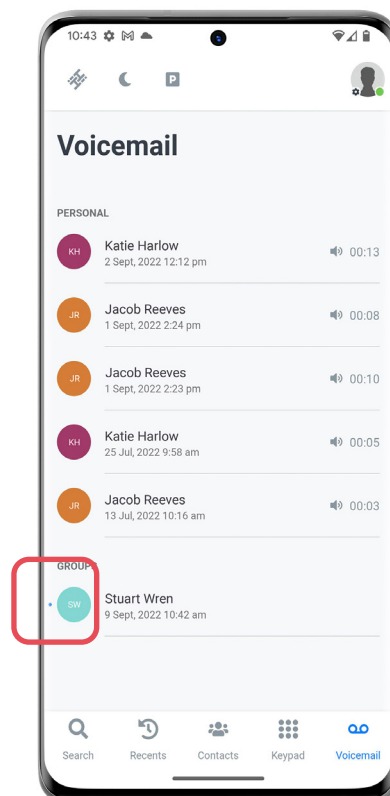 10:43
P
Voicemail
PERSONAL
KH
Katie Harlow
2 Sept, 2022 12:12 pm
00:13
JR
Jacob Reeves
1 Sept, 2022 2:24 pm
00:08
JR
Jacob Reeves
1 Sept, 2022 2:23 pm
00:10
KH
Katie Harlow
25 Jul, 2022 9:58 am
00:05
JR
Jacob Reeves
13 Jul, 2022 10:16 am
00:03
GROUPS
SW
Stuart Wren
9 Sept, 2022 10:42 am
Search
Recents
Contacts
Keypad
Voicemail